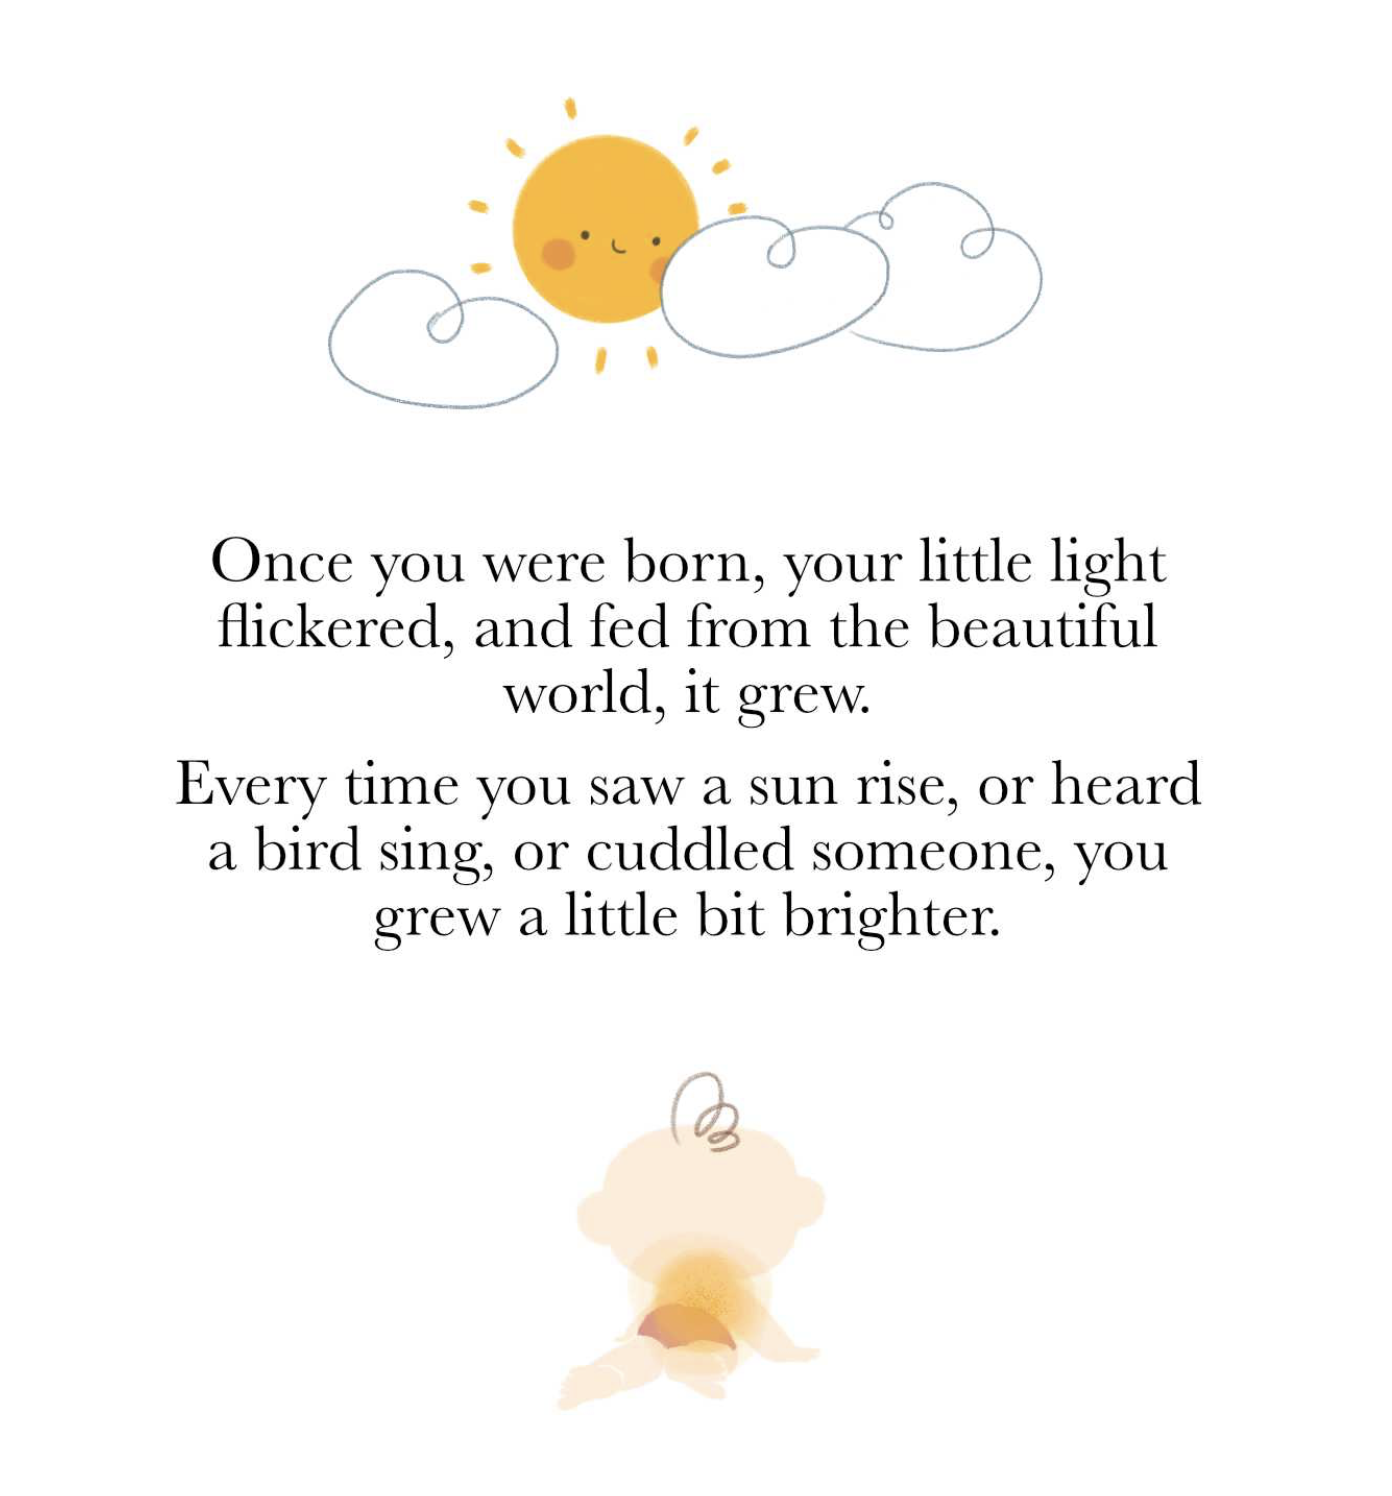 Once you were born, your little light
flickered, and fed from the beautiful
world, it grew.
Every time you saw a sun rise, or heard
a bird sing, or cuddled someone, you
grew a little bit brighter.